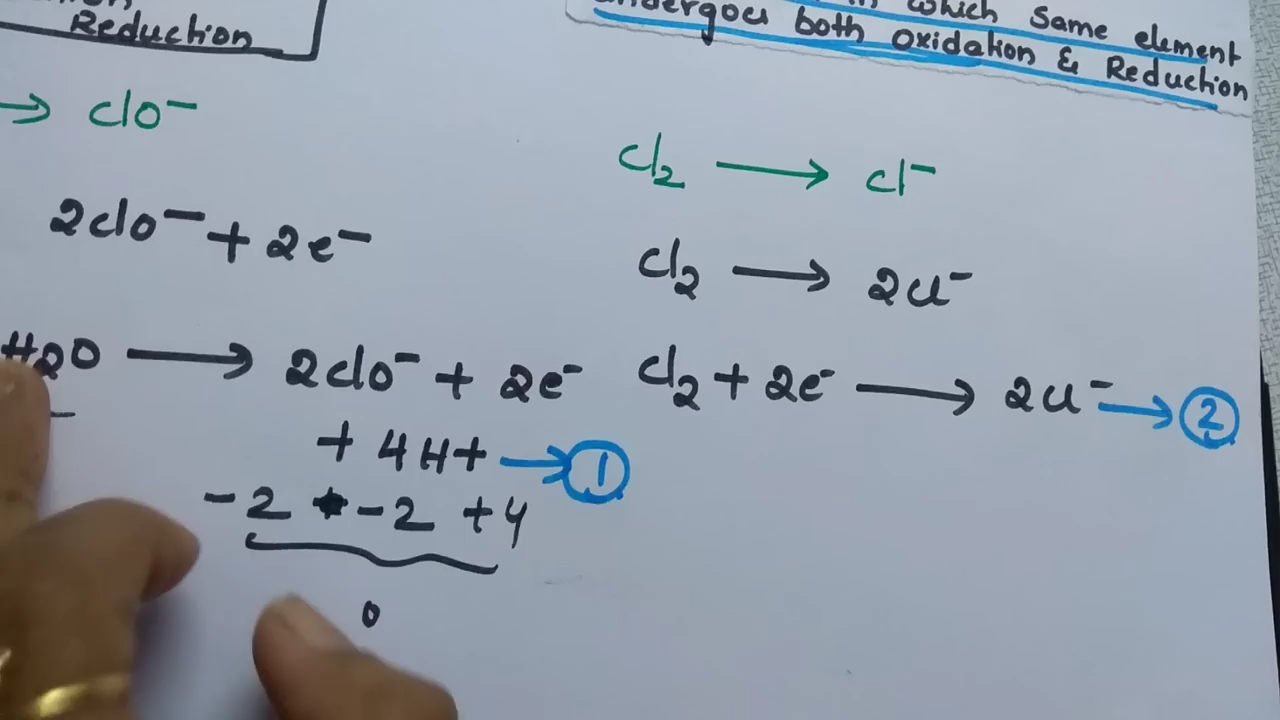 Reduction
which Same element
undergoes both Oxidation & Reduction
→ ClO⁻
Cl₂ → Cl⁻
2ClO⁻ + 2e⁻
Cl₂ → 2Cl⁻
H2O → 2ClO⁻ + 2e⁻
+ 4H+ → ①
Cl₂ + 2e⁻ → 2Cl⁻ → ②
-2 -2 +4
0